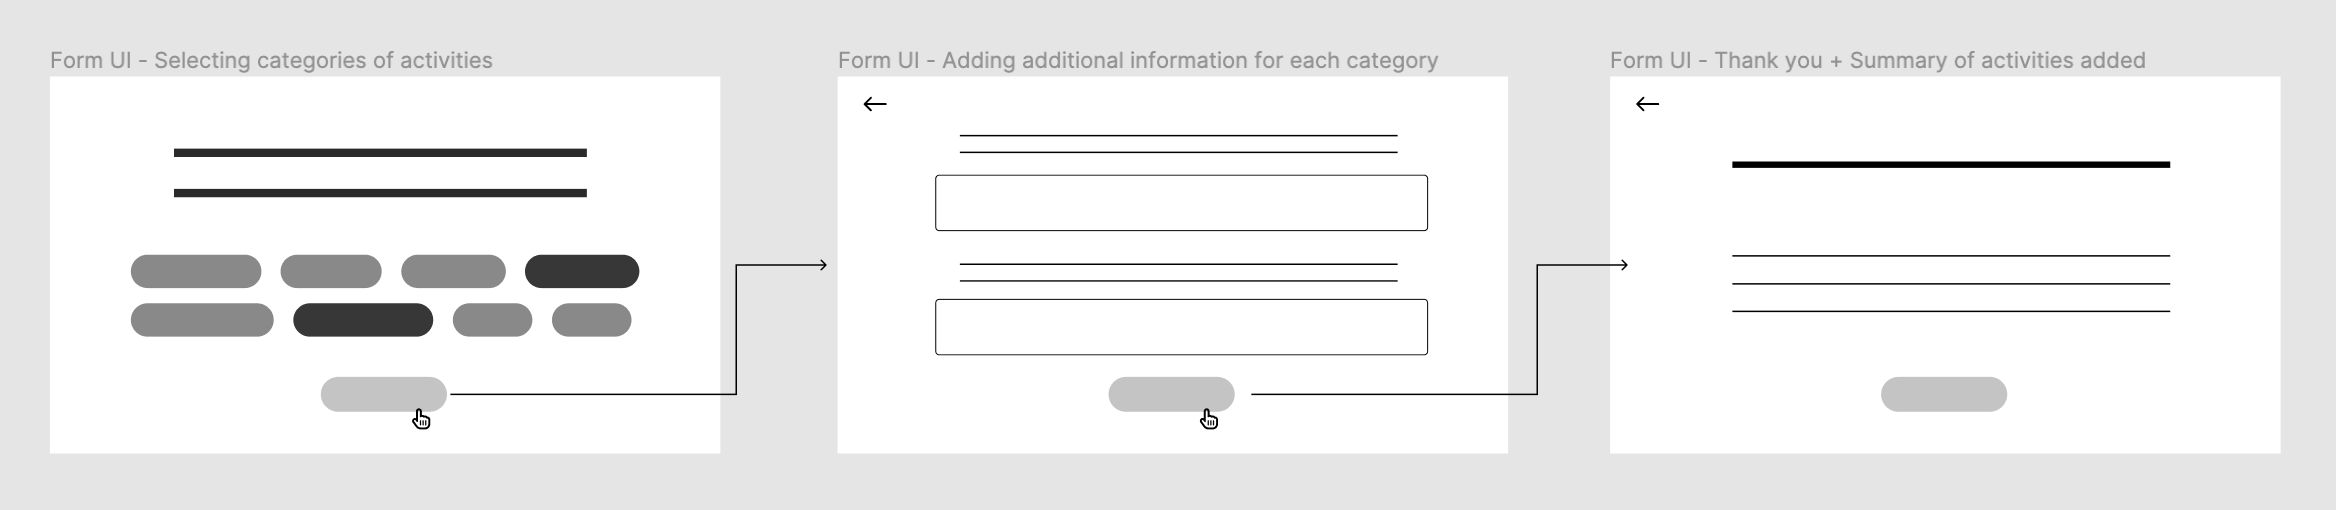 Form UI - Selecting categories of activities
Form UI - Adding additional information for each category
Form UI - Thank you + Summary of activities added